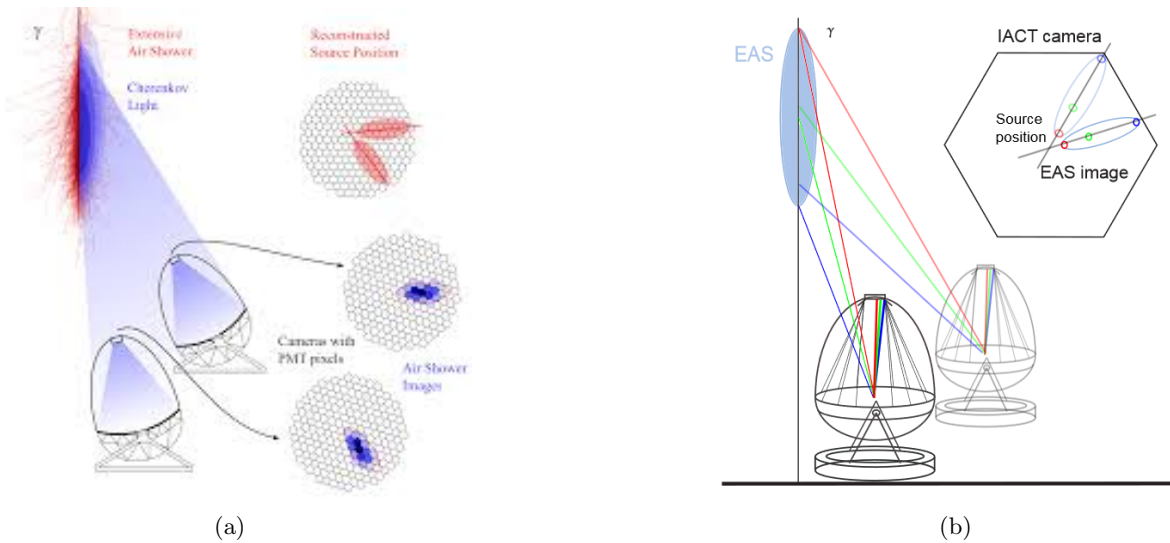 γ
Extensive
Air Shower
Cherenkov
Light
Reconstructed
Source Position
Cameras with
PMT pixels
Air Shower
Images
(a)
EAS
γ
IACT camera
Source
position
EAS image
(b)